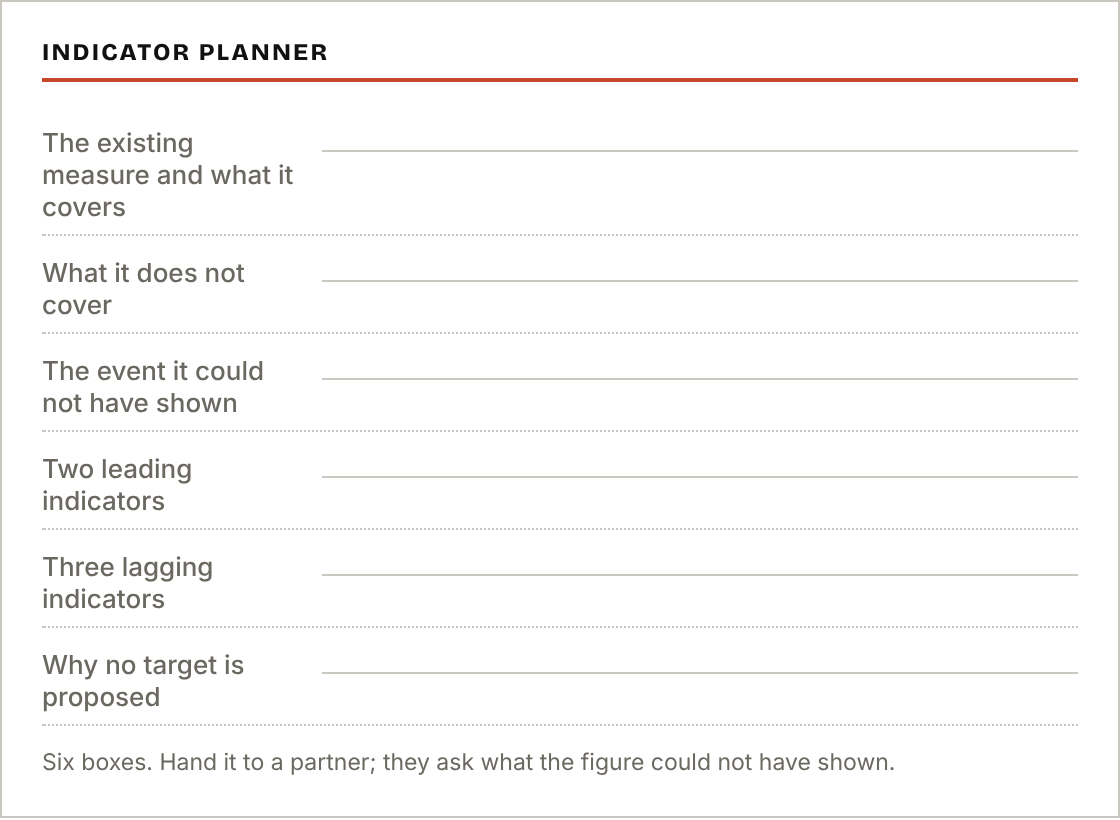 INDICATOR PLANNER
The existing
measure and what it
covers
What it does not
cover
The event it could
not have shown
Two leading
indicators
Three lagging
indicators
Why no target is
proposed
Six boxes. Hand it to a partner; they ask what the figure could not have shown.